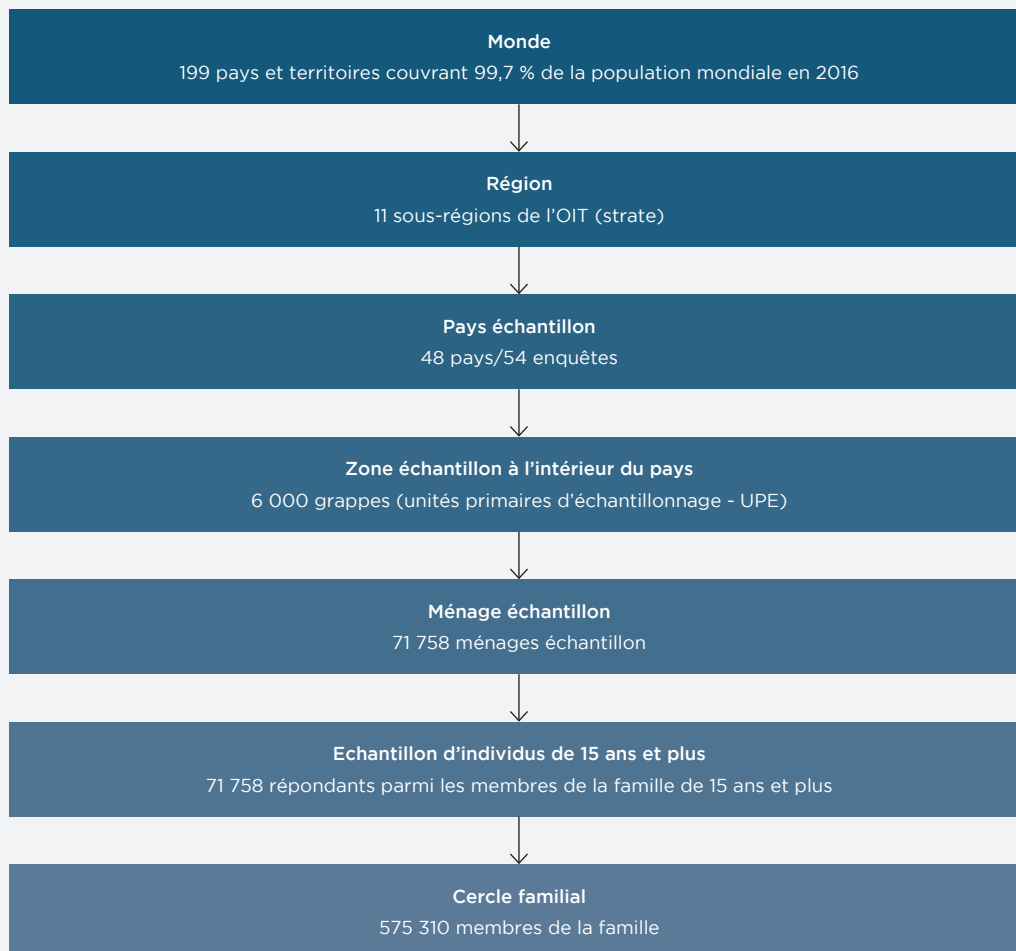 Monde
199 pays et territoires couvrant 99,7 % de la population mondiale en 2016
Région
11 sous-régions de l’OIT (strate)
Pays échantillon
48 pays/54 enquêtes
Zone échantillon à l’intérieur du pays
6 000 grappes (unités primaires d’échantillonnage - UPE)
Ménage échantillon
71 758 ménages échantillon
Echantillon d’individus de 15 ans et plus
71 758 répondants parmi les membres de la famille de 15 ans et plus
Cercle familial
575 310 membres de la famille